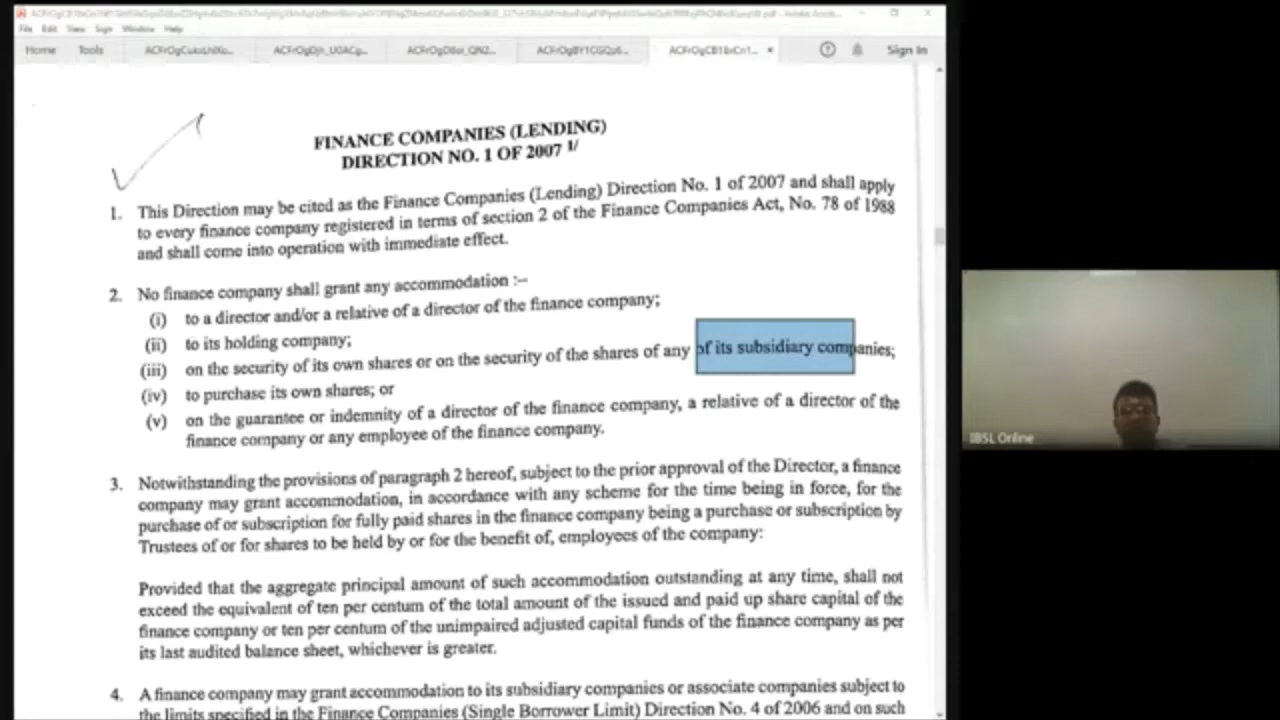 File Edit View Sign Window Help
Home Tools ACFrOgCB18xCn1... × Sign In
FINANCE COMPANIES (LENDING)
DIRECTION NO. 1 OF 2007 1/
1. This Direction may be cited as the Finance Companies (Lending) Direction No. 1 of 2007 and shall apply
to every finance company registered in terms of section 2 of the Finance Companies Act, No. 78 of 1988
and shall come into operation with immediate effect.
2. No finance company shall grant any accommodation :--
(i) to a director and/or a relative of a director of the finance company;
(ii) to its holding company;
(iii) on the security of its own shares or on the security of the shares of any of its subsidiary companies;
(iv) to purchase its own shares; or
(v) on the guarantee or indemnity of a director of the finance company, a relative of a director of the
finance company or any employee of the finance company.
3. Notwithstanding the provisions of paragraph 2 hereof, subject to the prior approval of the Director, a finance
company may grant accommodation, in accordance with any scheme for the time being in force, for the
purchase of or subscription for fully paid shares in the finance company being a purchase or subscription by
Trustees of or for shares to be held by or for the benefit of, employees of the company:
Provided that the aggregate principal amount of such accommodation outstanding at any time, shall not
exceed the equivalent of ten per centum of the total amount of the issued and paid up share capital of the
finance company or ten per centum of the unimpaired adjusted capital funds of the finance company as per
its last audited balance sheet, whichever is greater.
4. A finance company may grant accommodation to its subsidiary companies or associate companies subject to
the limits specified in the Finance Companies (Single Borrower Limit) Direction No. 4 of 2006 and on such
IBSL Online